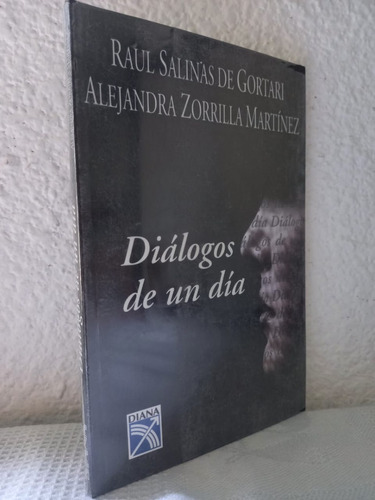 RAÚL SALINAS DE GORTARI
ALEJANDRA ZORRILLA MARTÍNEZ
Diálogos
de un día
DIANA